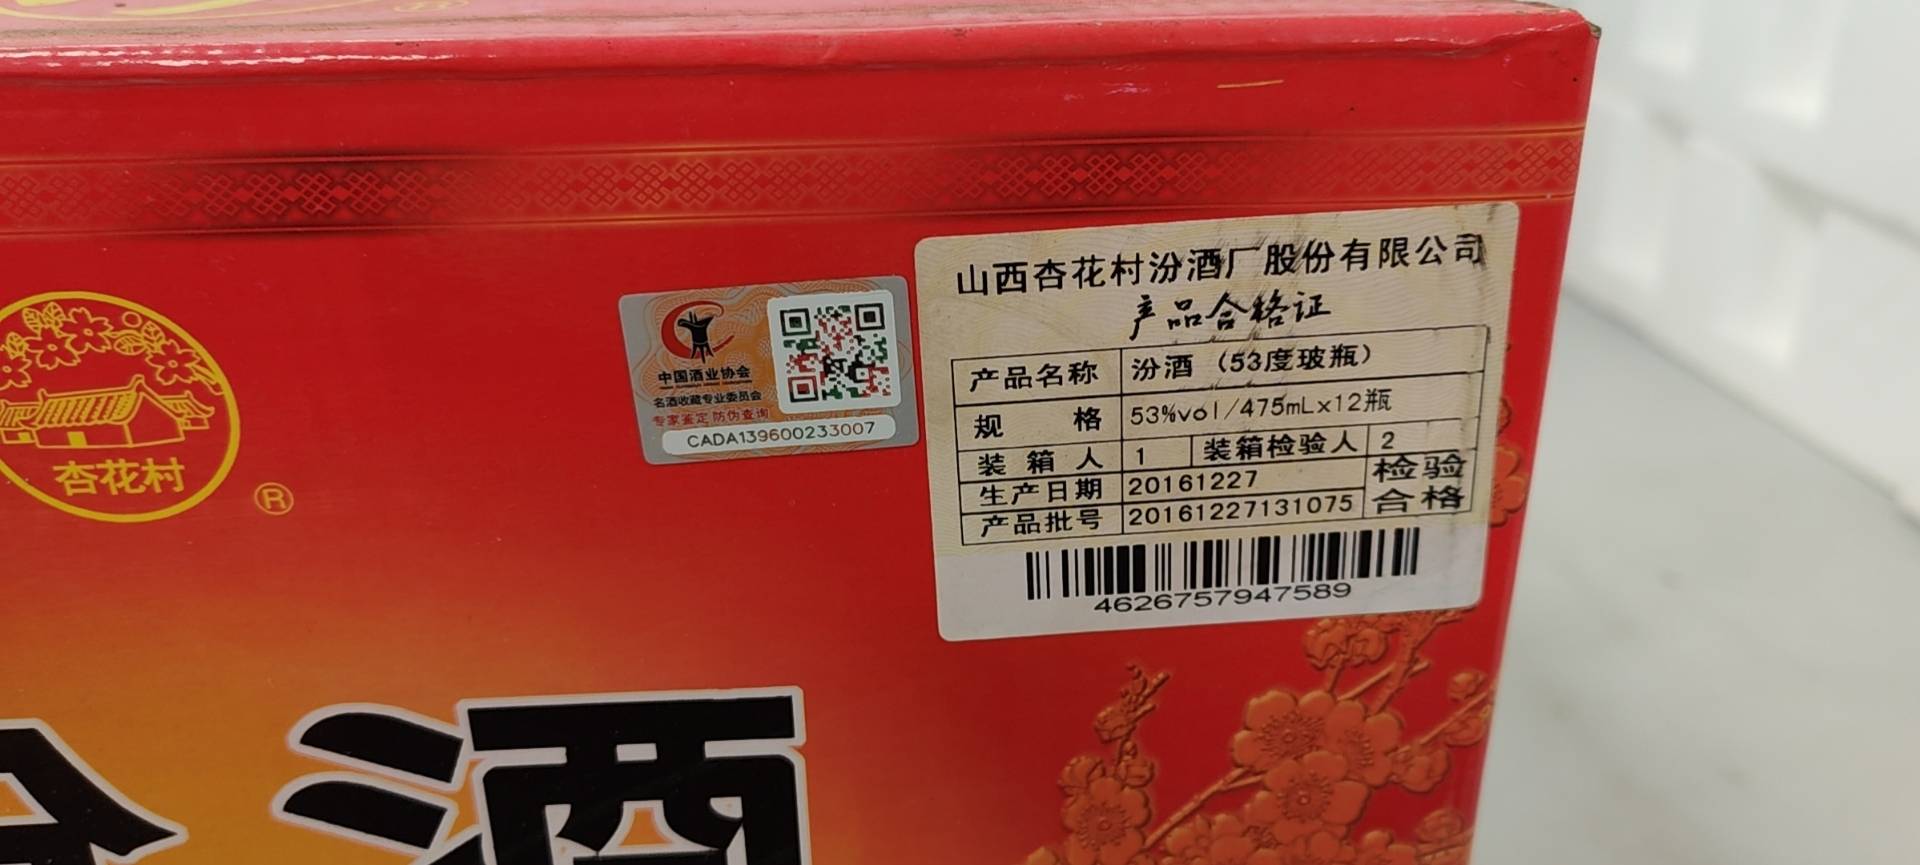 杏花村
®
中国酒业协会
名酒收藏专业委员会
专家鉴定 防伪查询
CADA139600233007
山西杏花村汾酒厂股份有限公司
产品合格证
产品名称 汾酒（53度玻瓶）
规 格 53%vol/475mLx12瓶
装 箱 人 1 装箱检验人 2
生产日期 20161227 检验
产品批号 20161227131075 合格
4626757947589
汾酒